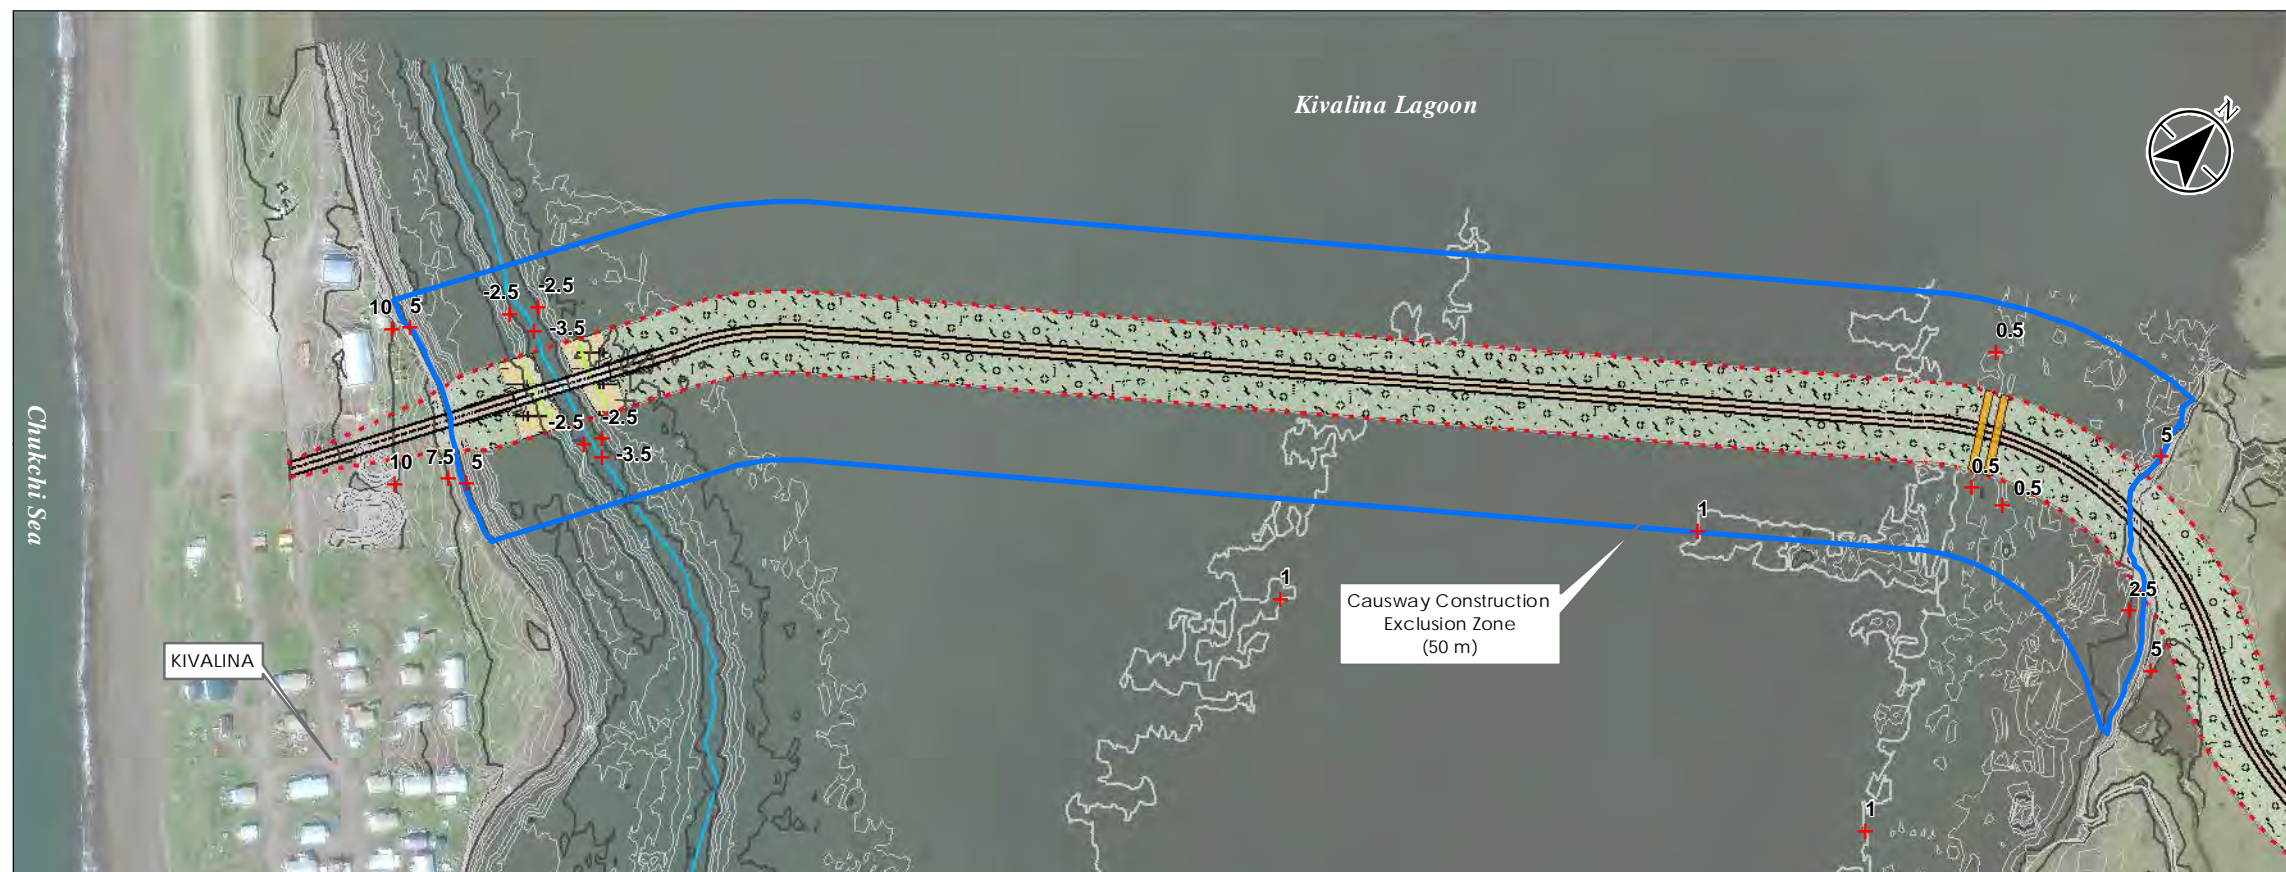 Kivalina Lagoon
N
10 5
-2.5
-2.5
-3.5
0.5
Chukchi Sea
-2.5
-2.5
-3.5
10
7.5
5
5
0.5
0.5
1
1
Causway Construction
Exclusion Zone
(50 m)
2.5
5
KIVALINA
1